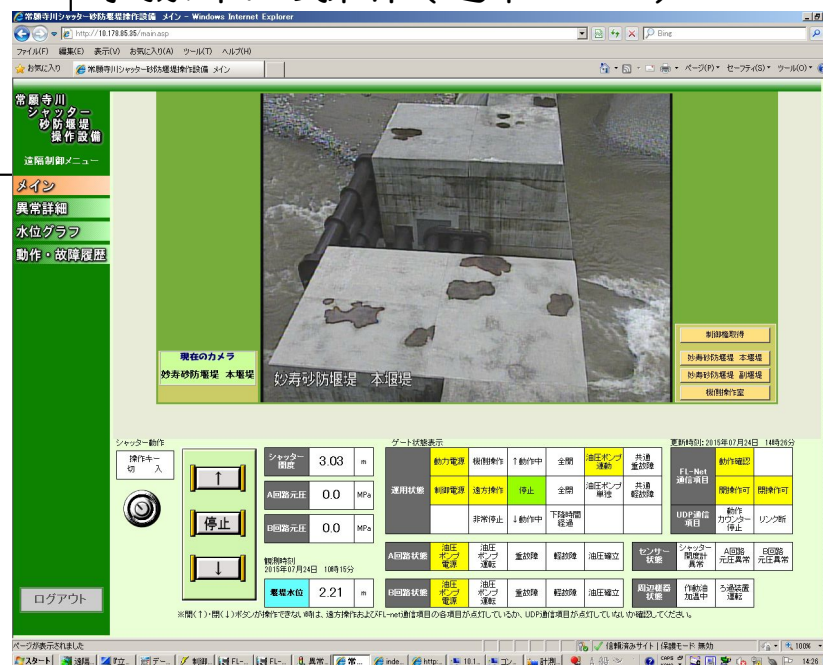 常願寺川シャッター砂防堰堤操作設備 メイン - Windows Internet Explorer
http://10.178.85.35/main.asp
Bing
ファイル(F) 編集(E) 表示(V) お気に入り(A) ツール(T) ヘルプ(H)
お気に入り 常願寺川シャッター砂防堰堤操作設備 メイン
ページ(P) セーフティ(S) ツール(O)
常願寺川
シャッター
砂防堰堤
操作設備
遠隔制御メニュー
メイン
異常詳細
水位グラフ
動作・故障履歴
ログアウト
現在のカメラ
妙寿砂防堰堤 本堰堤
妙寿砂防堰堤 本堰堤
制御権取得
妙寿砂防堰堤 本堰堤
妙寿砂防堰堤 副堰堤
機側操作室
シャッター動作
操作キー
切 入
↑
停止
↓
シャッター開度 3.03 m
A回路元圧 0.0 MPa
B回路元圧 0.0 MPa
観測時刻
2015年07月24日 10時15分
堰堤水位 2.21 m
ゲート状態表示
更新時刻:2015年07月24日 14時26分
運用状態
動力電源 機側操作 ↑動作中 全開 油圧ポンプ連動 共通重故障
制御電源 遠方操作 停止 全閉 油圧ポンプ単独 共通軽故障
非常停止 ↓動作中 下降時間経過
FL-Net通信項目
動作確認
開操作可 閉操作可
UDP通信項目 動作カウンター停止 リンク断
A回路状態 油圧ポンプ電源 油圧ポンプ運転 重故障 軽故障 油圧確立
センサー状態 シャッター開度計異常 A回路元圧異常 B回路元圧異常
B回路状態 油圧ポンプ電源 油圧ポンプ運転 重故障 軽故障 油圧確立
周辺機器状態 作動油加温中 ろ過装置運転
※開(↑)・閉(↓)ボタンが操作できない時は、遠方操作およびFL-net通信項目の各項目が点灯しているか、UDP通信項目が点灯していないか確認してください。
ページが表示されました
信頼済みサイト | 保護モード: 無効
100%
スタート
14:26